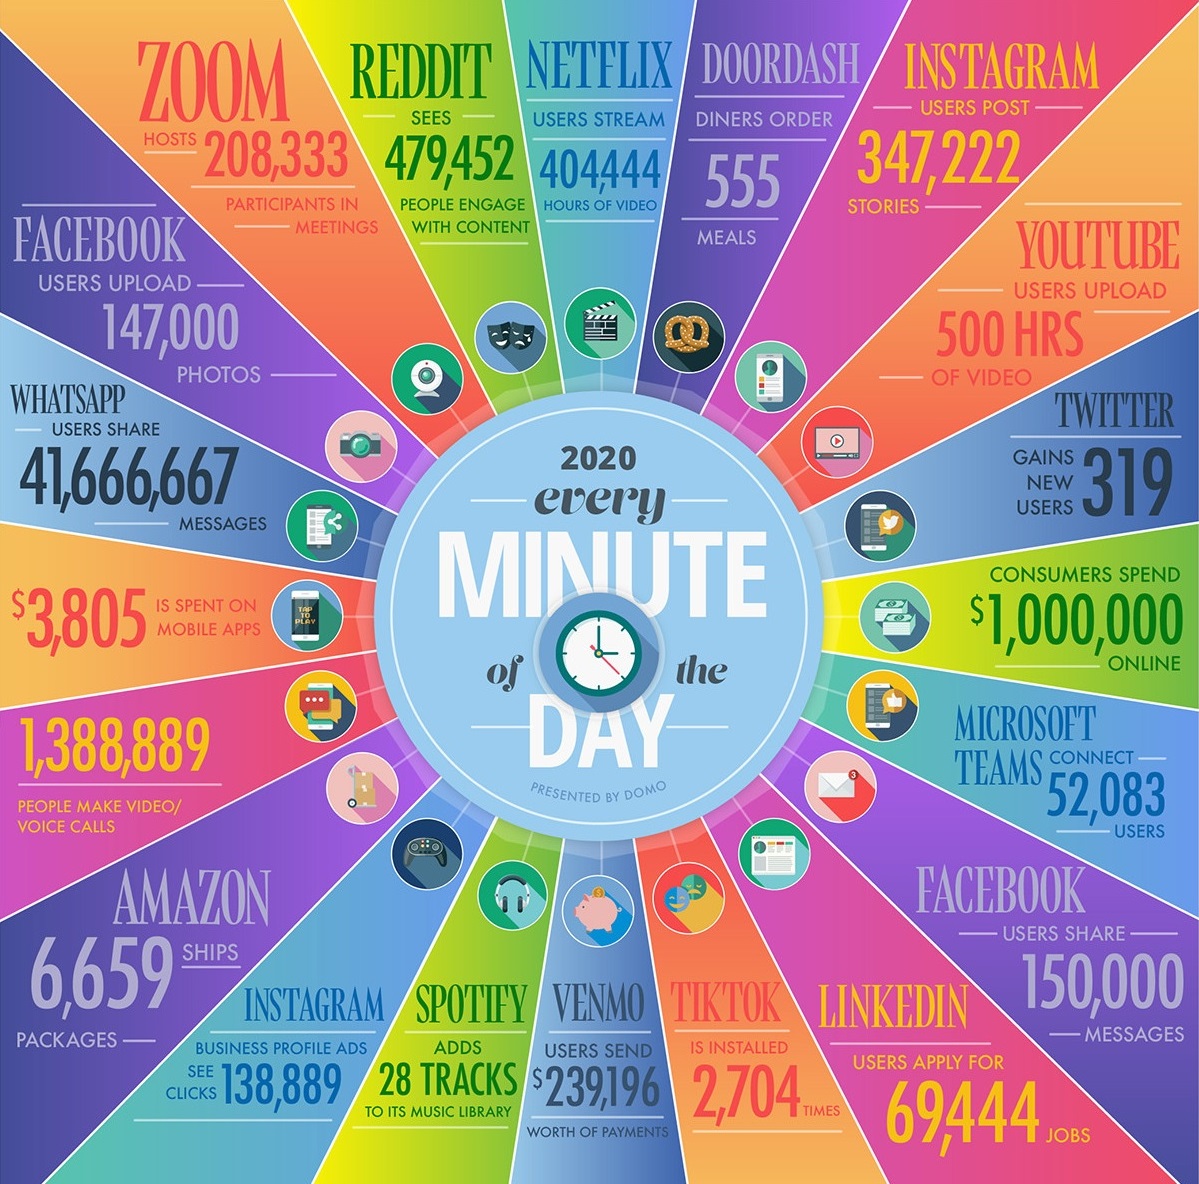 2020
every
MINUTE
of the
DAY
PRESENTED BY DOMO
ZOOM
HOSTS 208,333
PARTICIPANTS IN
MEETINGS
REDDIT
SEES
479,452
PEOPLE ENGAGE
WITH CONTENT
NETFLIX
USERS STREAM
404,444
HOURS OF VIDEO
DOORDASH
DINERS ORDER
555
MEALS
INSTAGRAM
USERS POST
347,222
STORIES
YOUTUBE
USERS UPLOAD
500 HRS
OF VIDEO
TWITTER
GAINS
NEW
USERS 319
CONSUMERS SPEND
$1,000,000
ONLINE
MICROSOFT
TEAMS CONNECT
52,083
USERS
FACEBOOK
USERS SHARE
150,000
MESSAGES
3
LINKEDIN
USERS APPLY FOR
69,444 JOBS
TIKTOK
IS INSTALLED
2,704 TIMES
VENMO
USERS SEND
$239,196
WORTH OF PAYMENTS
SPOTIFY
ADDS
28 TRACKS
TO ITS MUSIC LIBRARY
INSTAGRAM
BUSINESS PROFILE ADS
SEE
CLICKS 138,889
AMAZON
6,659 SHIPS
PACKAGES
1,388,889
PEOPLE MAKE VIDEO/
VOICE CALLS
$3,805 IS SPENT ON
MOBILE APPS
TAP
TO
PLAY
WHATSAPP
USERS SHARE
41,666,667
MESSAGES
FACEBOOK
USERS UPLOAD
147,000
PHOTOS